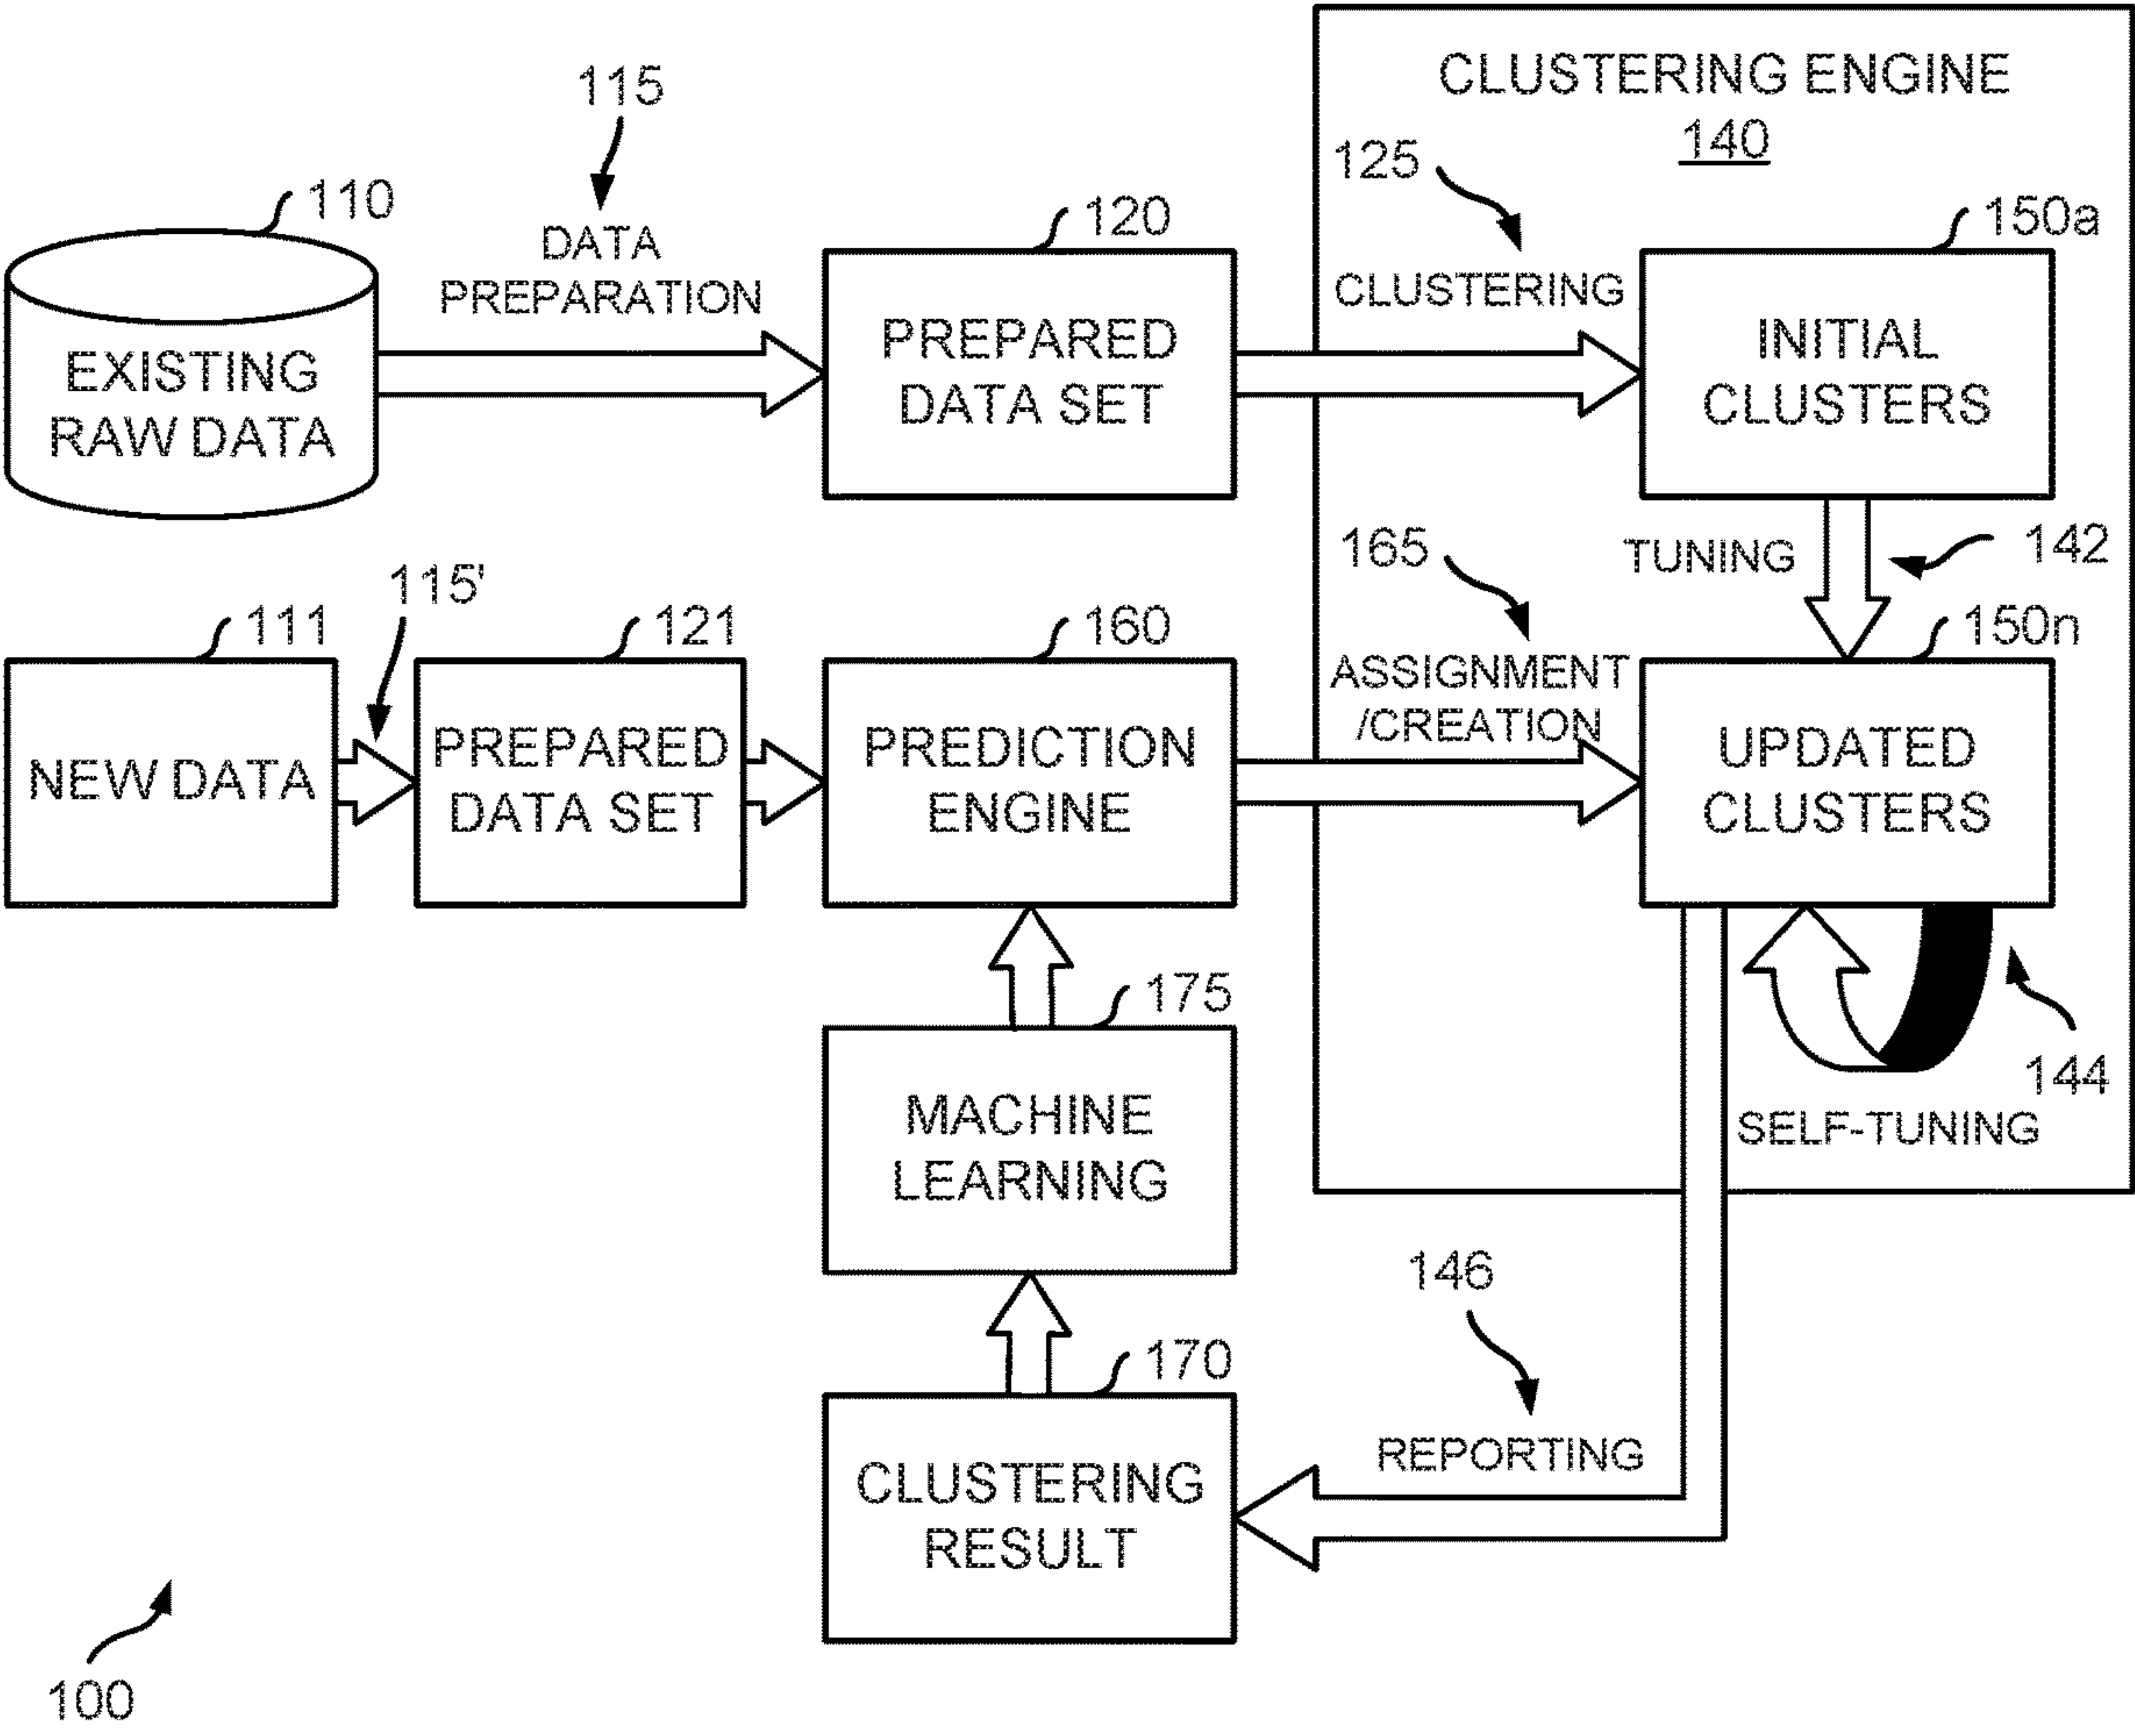 CLUSTERING ENGINE
140
115
125
110
DATA
PREPARATION
120
CLUSTERING
150a
EXISTING
RAW DATA
PREPARED
DATA SET
INITIAL
CLUSTERS
165
TUNING
142
115'
111
121
160
ASSIGNMENT
/CREATION
150n
NEW DATA
PREPARED
DATA SET
PREDICTION
ENGINE
UPDATED
CLUSTERS
175
144
MACHINE
LEARNING
SELF-TUNING
146
170
REPORTING
CLUSTERING
RESULT
100